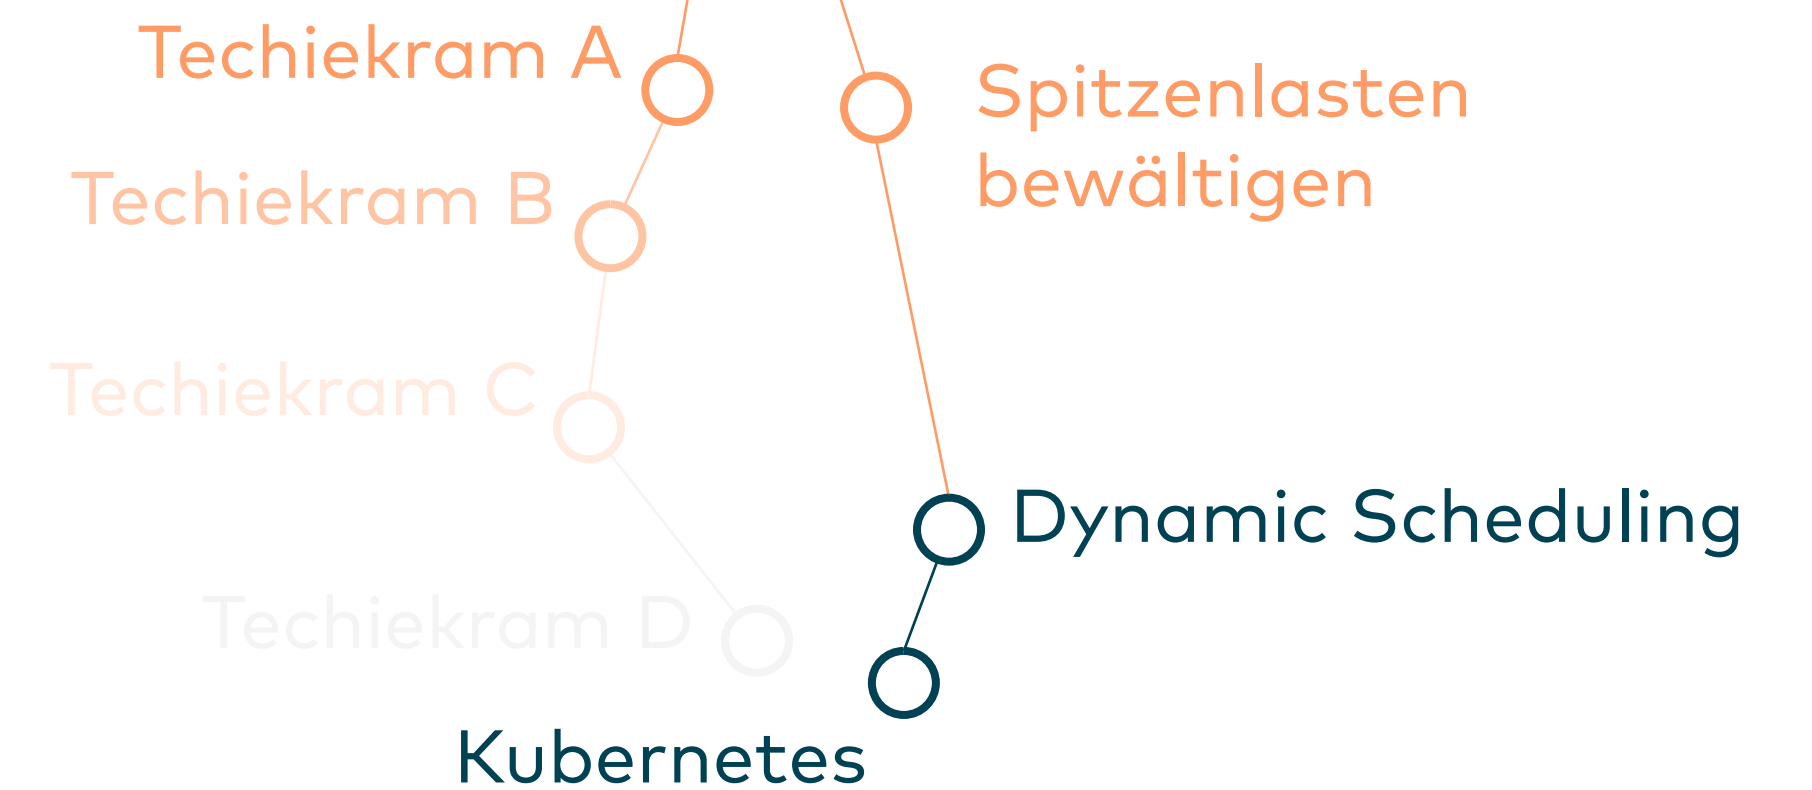 Techiekram A
Spitzenlasten
bewältigen
Techiekram B
Techiekram C
Dynamic Scheduling
Techiekram D
Kubernetes